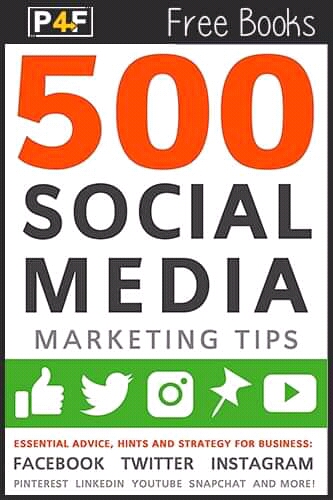 P4F Free Books
500
SOCIAL
MEDIA
MARKETING TIPS
ESSENTIAL ADVICE, HINTS AND STRATEGY FOR BUSINESS:
FACEBOOK TWITTER INSTAGRAM
PINTEREST LINKEDIN YOUTUBE SNAPCHAT AND MORE!